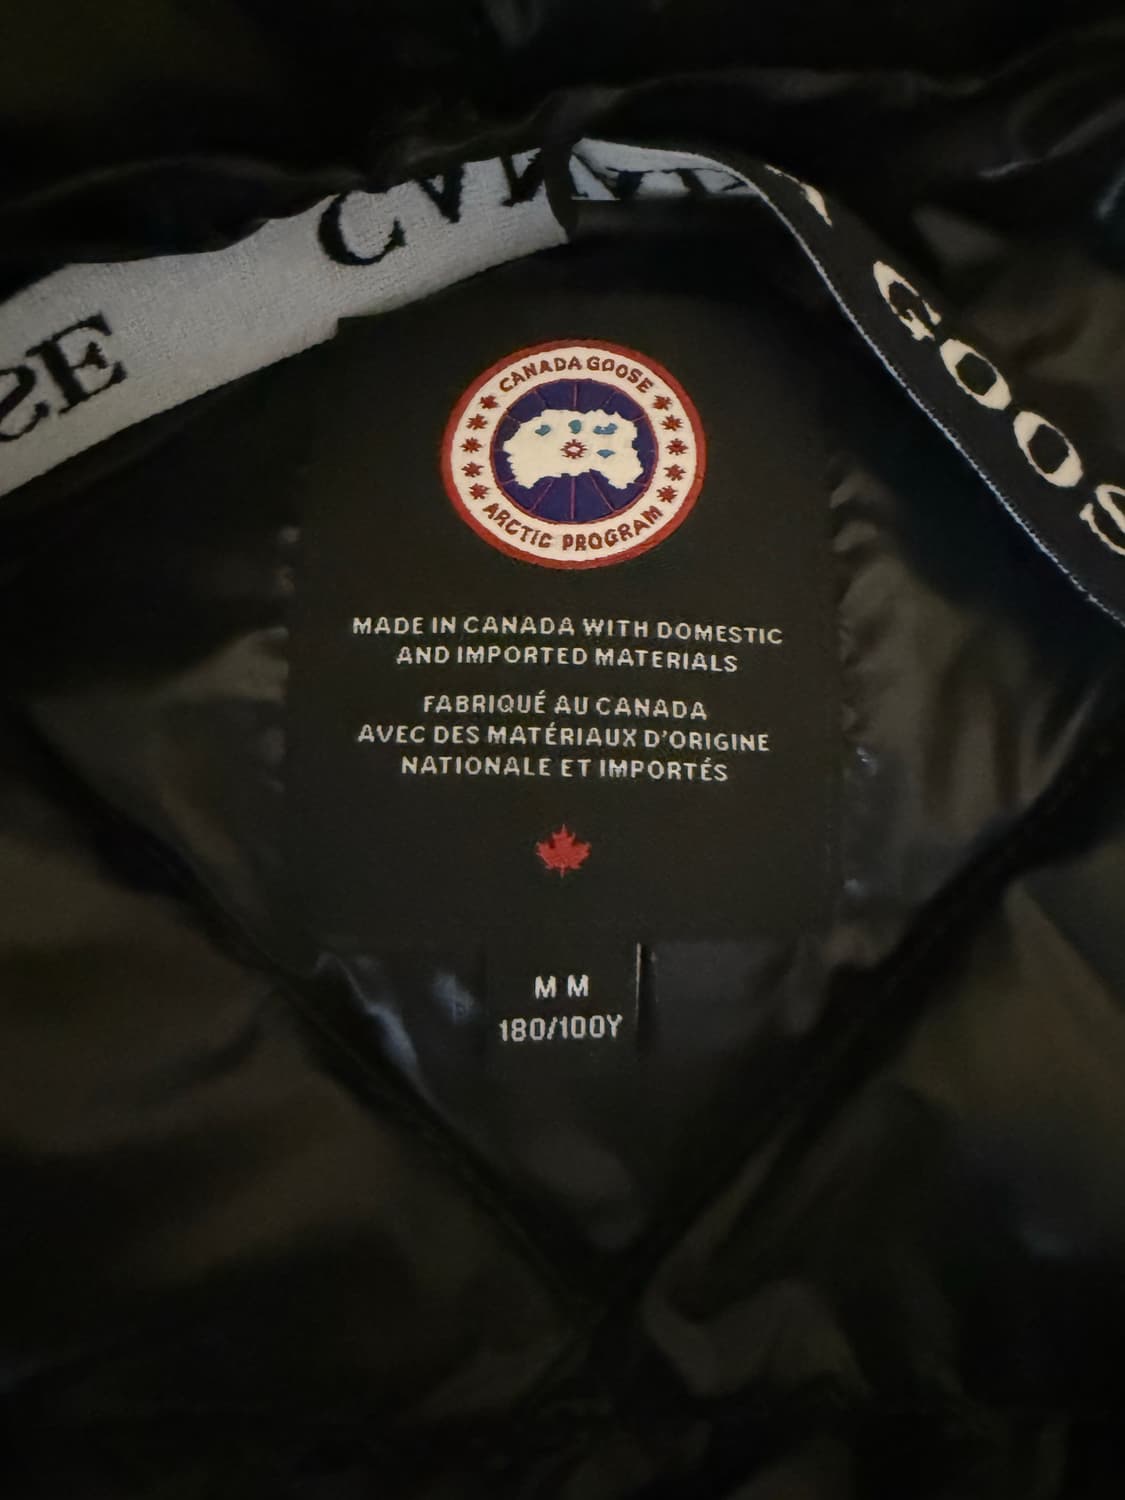 CANADA GOOSE
ARCTIC PROGRAM
MADE IN CANADA WITH DOMESTIC
AND IMPORTED MATERIALS
FABRIQUÉ AU CANADA
AVEC DES MATÉRIAUX D'ORIGINE
NATIONALE ET IMPORTÉS
M M
180/100Y